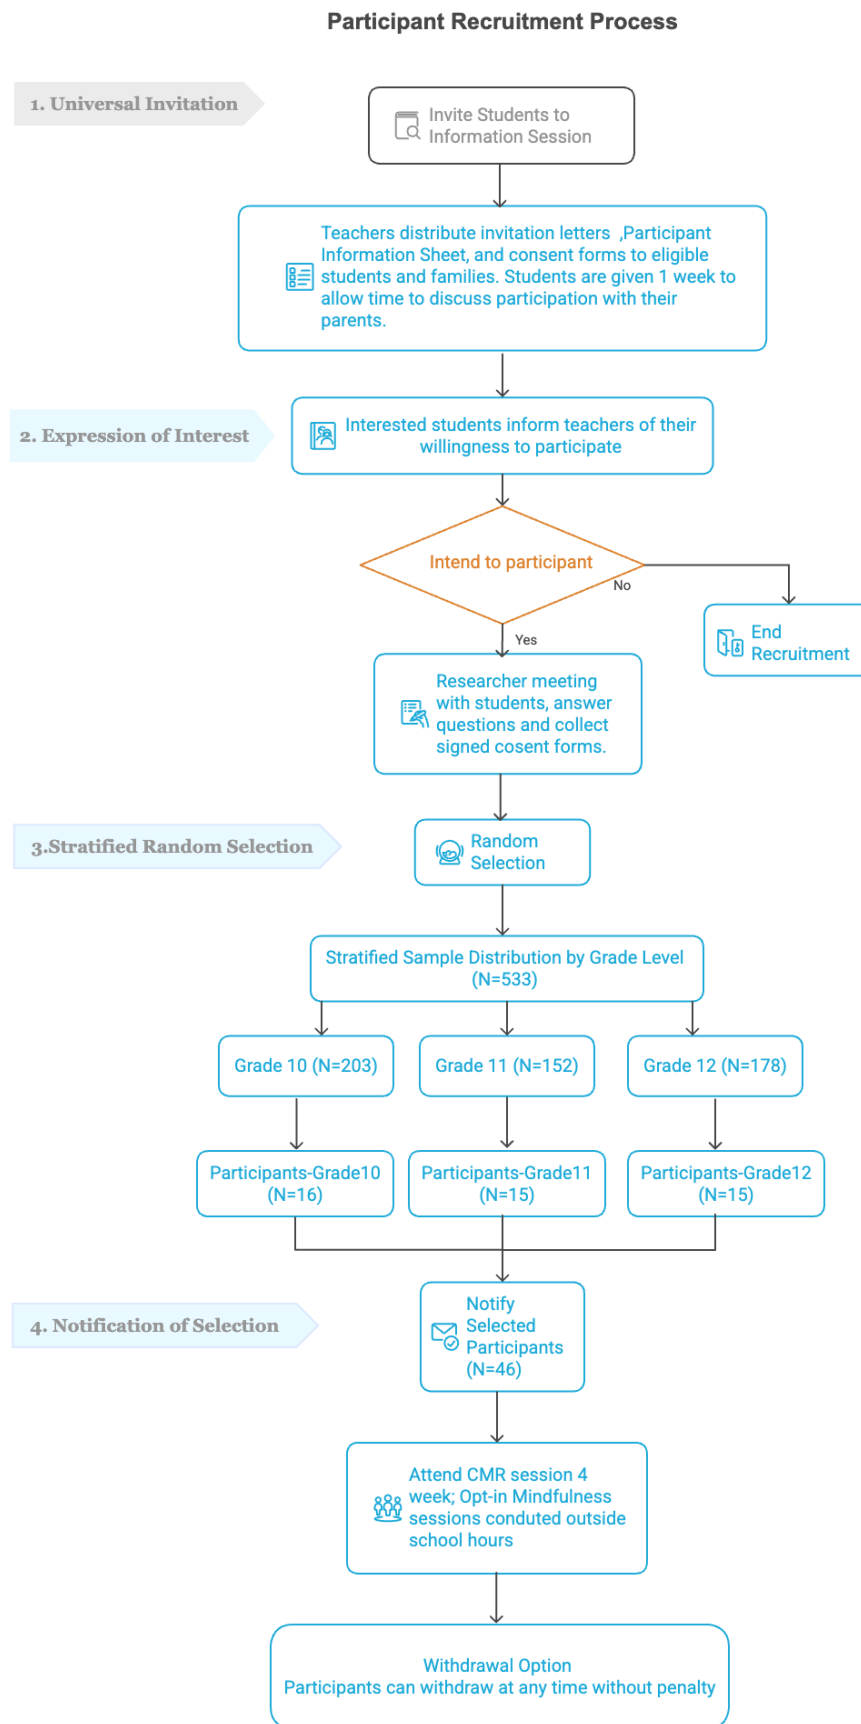 Participant Recruitment Process
1. Universal Invitation
Invite Students to
Information Session
Teachers distribute invitation letters ,Participant
Information Sheet, and consent forms to eligible
students and families. Students are given 1 week to
allow time to discuss participation with their
parents.
2. Expression of Interest
Interested students inform teachers of their
willingness to participate
Intend to participant
No
Yes
End
Recruitment
Researcher meeting
with students, answer
questions and collect
signed cosent forms.
3.Stratified Random Selection
Random
Selection
Stratified Sample Distribution by Grade Level
(N=533)
Grade 10 (N=203)
Grade 11 (N=152)
Grade 12 (N=178)
Participants-Grade10
(N=16)
Participants-Grade11
(N=15)
Participants-Grade12
(N=15)
4. Notification of Selection
Notify
Selected
Participants
(N=46)
Attend CMR session 4
week; Opt-in Mindfulness
sessions conduted outside
school hours
Withdrawal Option
Participants can withdraw at any time without penalty